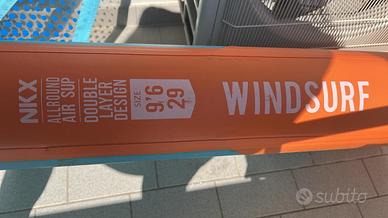 NKX
ALLROUND
AIR SUP
DOUBLE
LAYER
DESIGN
SIZE
9'6
29
WINDSURF
subito